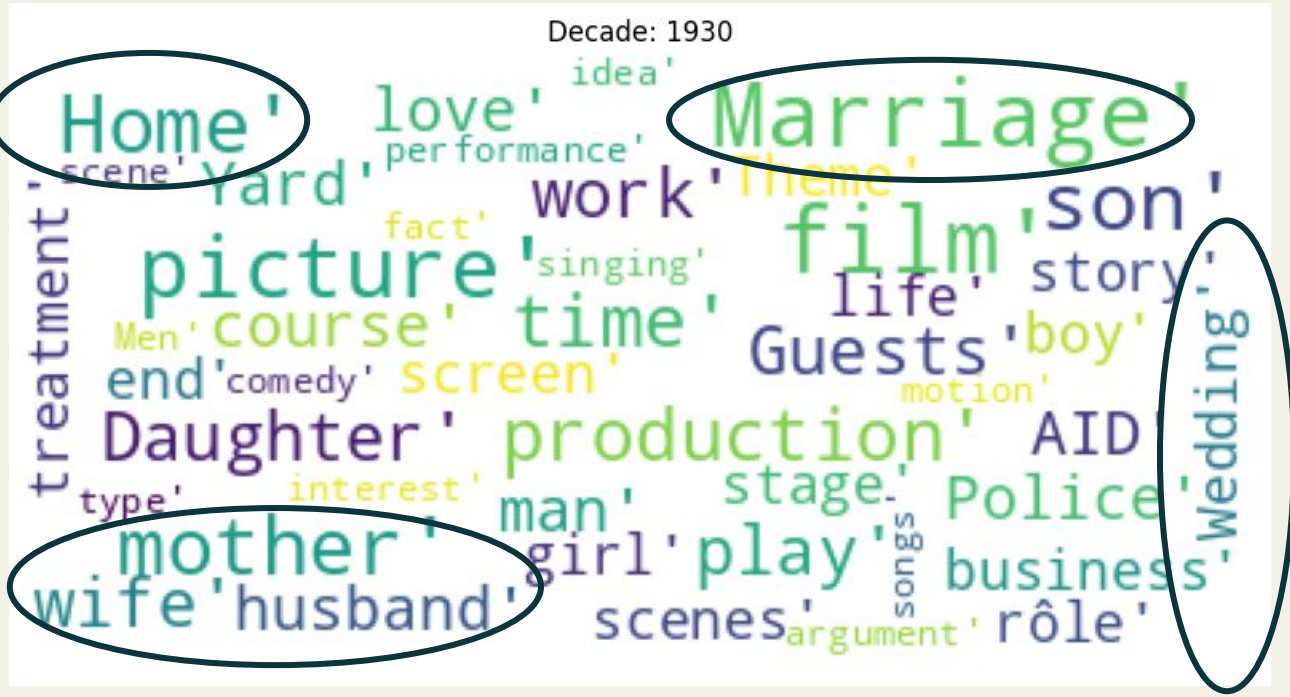 Decade: 1930
idea'
Home' love' Marriage'
performance'
scene' Yard' work' Theme' son'
treatment'
fact' film'
picture' singing' story'
life'
Men' course' time' Guests' boy'
Wedding'
end' comedy' screen' motion'
Daughter' production' AID'
type' interest' man' stage' Police'
mother' girl' play' songs' business'
wife' husband' scenes' argument' rôle'